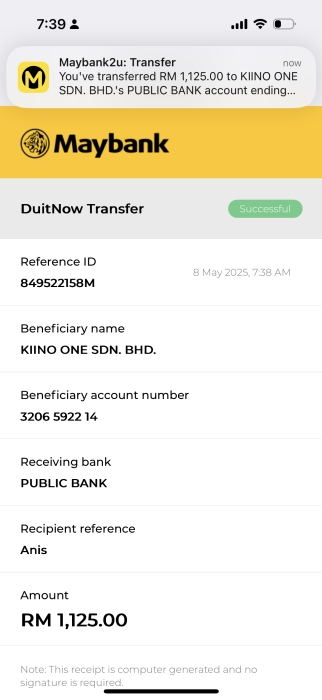 7:39
Maybank2u: Transfer now
You've transferred RM 1,125.00 to KIINO ONE
SDN. BHD.'s PUBLIC BANK account ending...
Maybank
DuitNow Transfer Successful
Reference ID
849522158M
8 May 2025, 7:38 AM
Beneficiary name
KIINO ONE SDN. BHD.
Beneficiary account number
3206 5922 14
Receiving bank
PUBLIC BANK
Recipient reference
Anis
Amount
RM 1,125.00
Note: This receipt is computer generated and no
signature is required.